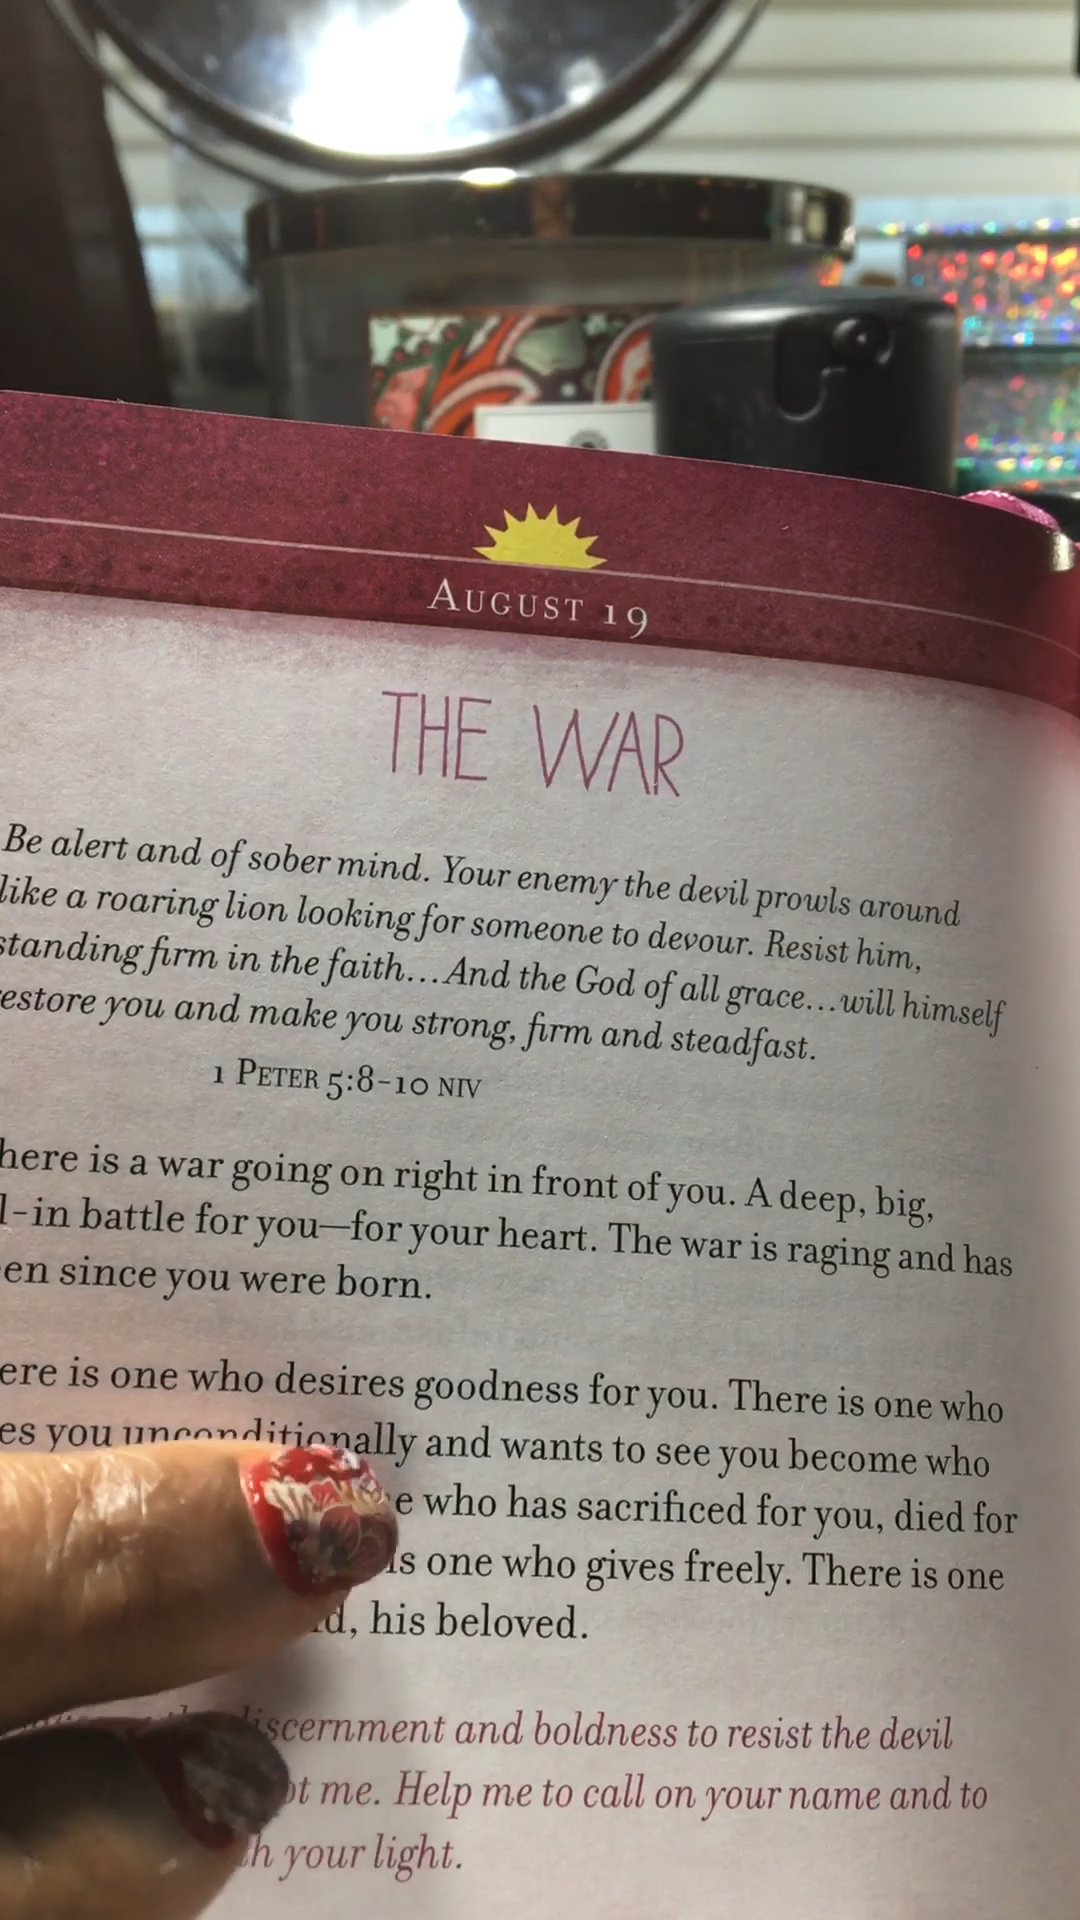 AUGUST 19
THE WAR
Be alert and of sober mind. Your enemy the devil prowls around
like a roaring lion looking for someone to devour. Resist him,
standing firm in the faith...And the God of all grace...will himself
estore you and make you strong, firm and steadfast.
1 PETER 5:8-10 NIV
here is a war going on right in front of you. A deep, big,
l-in battle for you—for your heart. The war is raging and has
en since you were born.
ere is one who desires goodness for you. There is one who
es you unconditionally and wants to see you become who
e who has sacrificed for you, died for
is one who gives freely. There is one
d, his beloved.
discernment and boldness to resist the devil
pt me. Help me to call on your name and to
h your light.